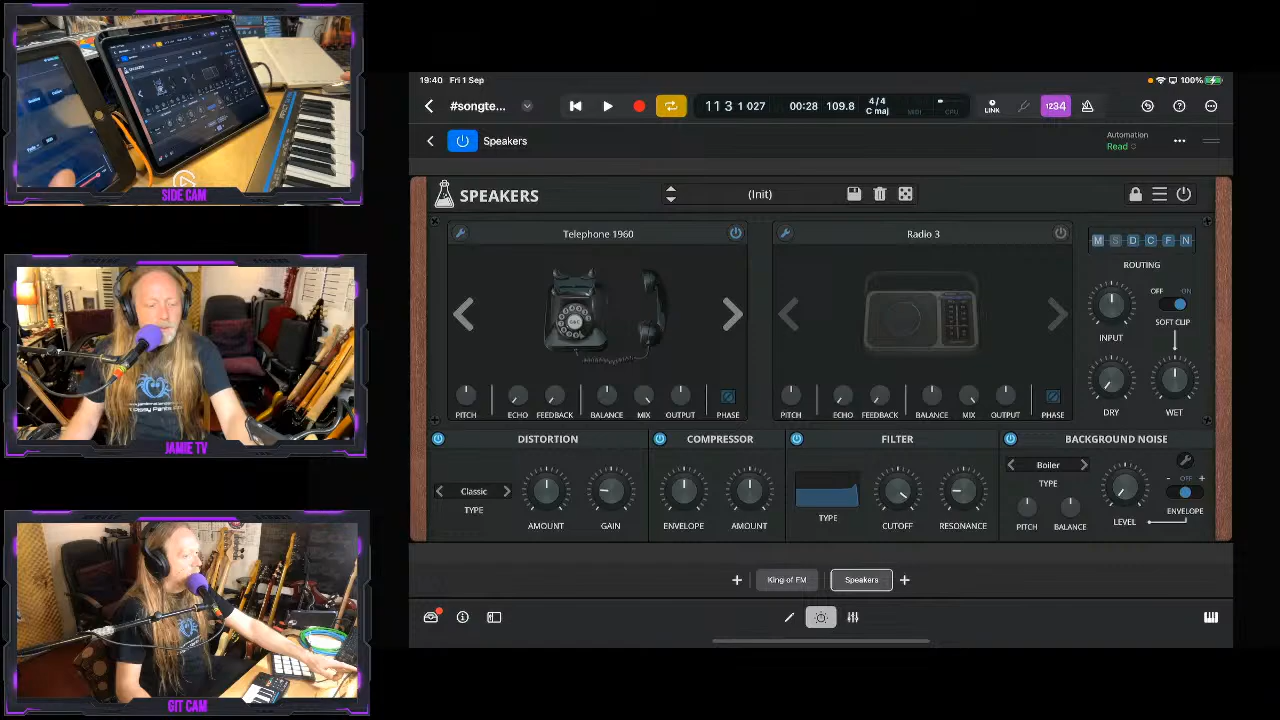 SIDE CAM
JAMIE TV
GIT CAM
19:40 Fri 1 Sep
100%
#songte...
11 3 1 027
00:28
109.8
4/4
C maj
MIDI
CPU
LINK
1234
Speakers
Automation
Read
SPEAKERS
(Init)
Telephone 1960
Radio 3
M S D C F N
ROUTING
OFF ON
SOFT CLIP
INPUT
DRY
WET
PITCH ECHO FEEDBACK BALANCE MIX OUTPUT PHASE
PITCH ECHO FEEDBACK BALANCE MIX OUTPUT PHASE
DISTORTION
COMPRESSOR
FILTER
BACKGROUND NOISE
Classic
TYPE
AMOUNT
GAIN
ENVELOPE
AMOUNT
TYPE
CUTOFF
RESONANCE
Boiler
TYPE
PITCH
BALANCE
LEVEL
- OFF +
ENVELOPE
+
King of FM
Speakers
+